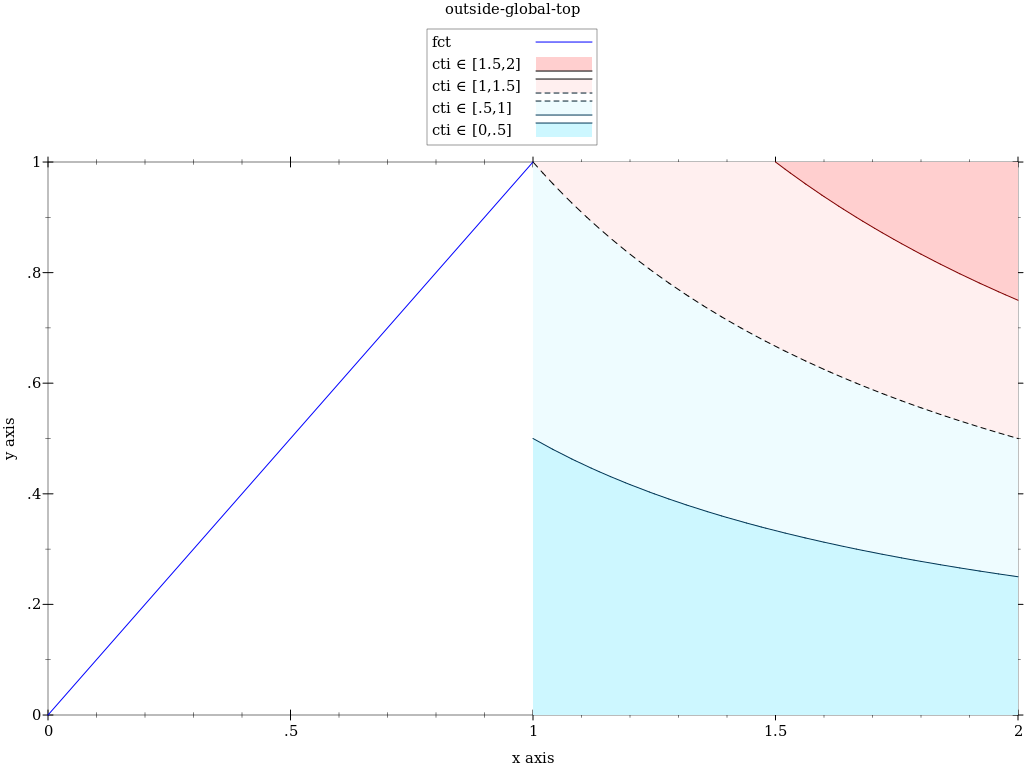 outside-global-top
fct
cti ∈ [1.5,2]
cti ∈ [1,1.5]
cti ∈ [.5,1]
cti ∈ [0,.5]
1
.8
.6
.4
.2
0
y axis
0 .5 1 1.5 2
x axis